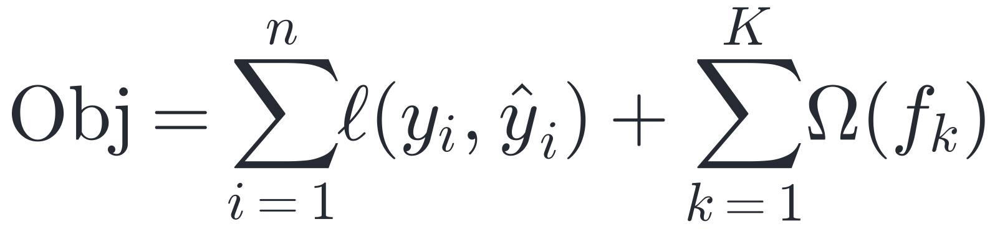 Obj = \sum_{i=1}^{n} \ell(y_i, \hat{y}_i) + \sum_{k=1}^{K} \Omega(f_k)